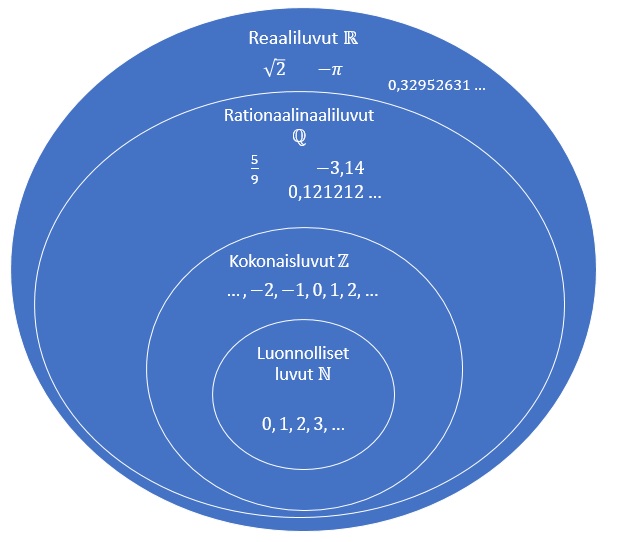 Reaaliluvut ℝ
√2 −π
0,32952631 ...
Rationaalinaaliluvut
ℚ
5/9 −3,14
0,121212 ...
Kokonaisluvut ℤ
... , −2, −1, 0, 1, 2, ...
Luonnolliset
luvut ℕ
0, 1, 2, 3, ...